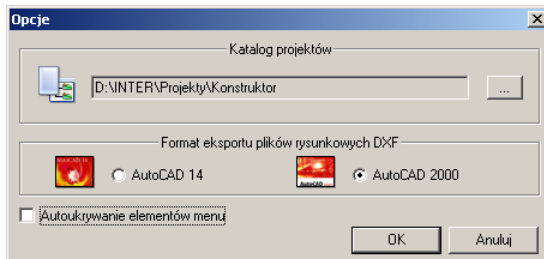 Opcje
Katalog projektów
D:\INTER\Projekty\Konstruktor
...
Format eksportu plików rysunkowych DXF
AutoCAD 14
AutoCAD 2000
Autoukrywanie elementów menu
OK
Anuluj